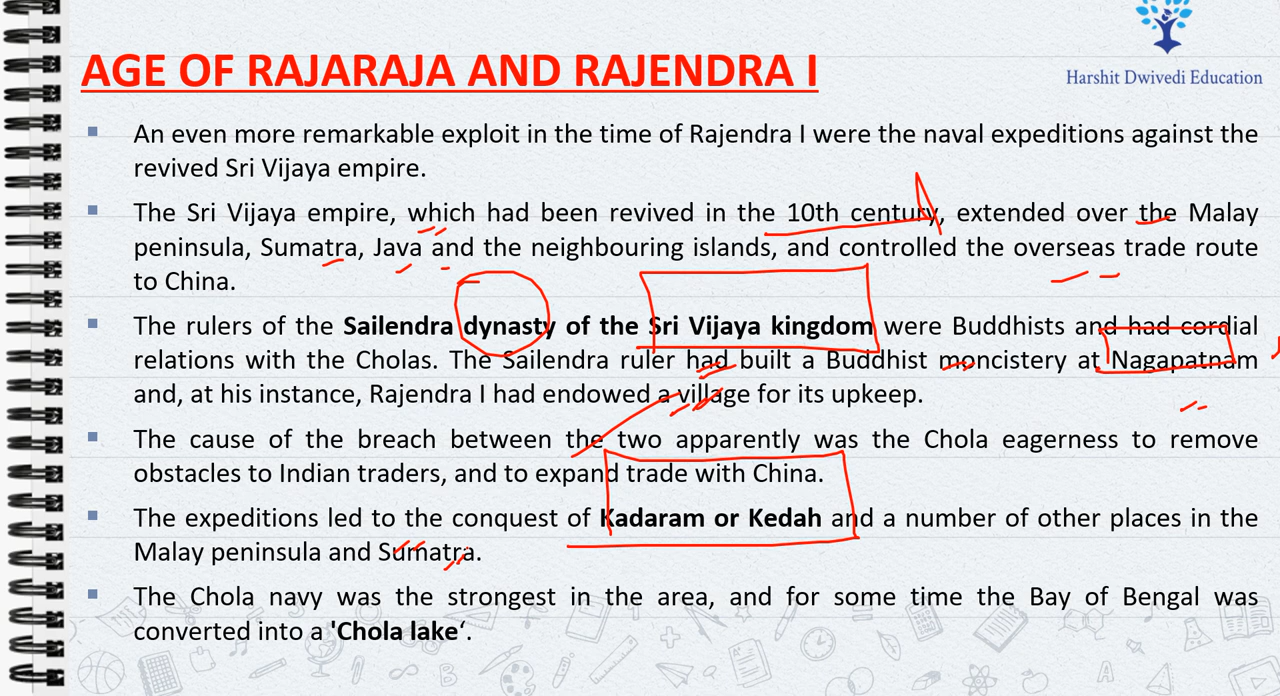 Harshit Dwivedi Education
AGE OF RAJARAJA AND RAJENDRA I
▪ An even more remarkable exploit in the time of Rajendra I were the naval expeditions against the
revived Sri Vijaya empire.
▪ The Sri Vijaya empire, which had been revived in the 10th century, extended over the Malay
peninsula, Sumatra, Java and the neighbouring islands, and controlled the overseas trade route
to China.
▪ The rulers of the Sailendra dynasty of the Sri Vijaya kingdom were Buddhists and had cordial
relations with the Cholas. The Sailendra ruler had built a Buddhist moncistery at Nagapatnam
and, at his instance, Rajendra I had endowed a village for its upkeep.
▪ The cause of the breach between the two apparently was the Chola eagerness to remove
obstacles to Indian traders, and to expand trade with China.
▪ The expeditions led to the conquest of Kadaram or Kedah and a number of other places in the
Malay peninsula and Sumatra.
▪ The Chola navy was the strongest in the area, and for some time the Bay of Bengal was
converted into a 'Chola lake‘.